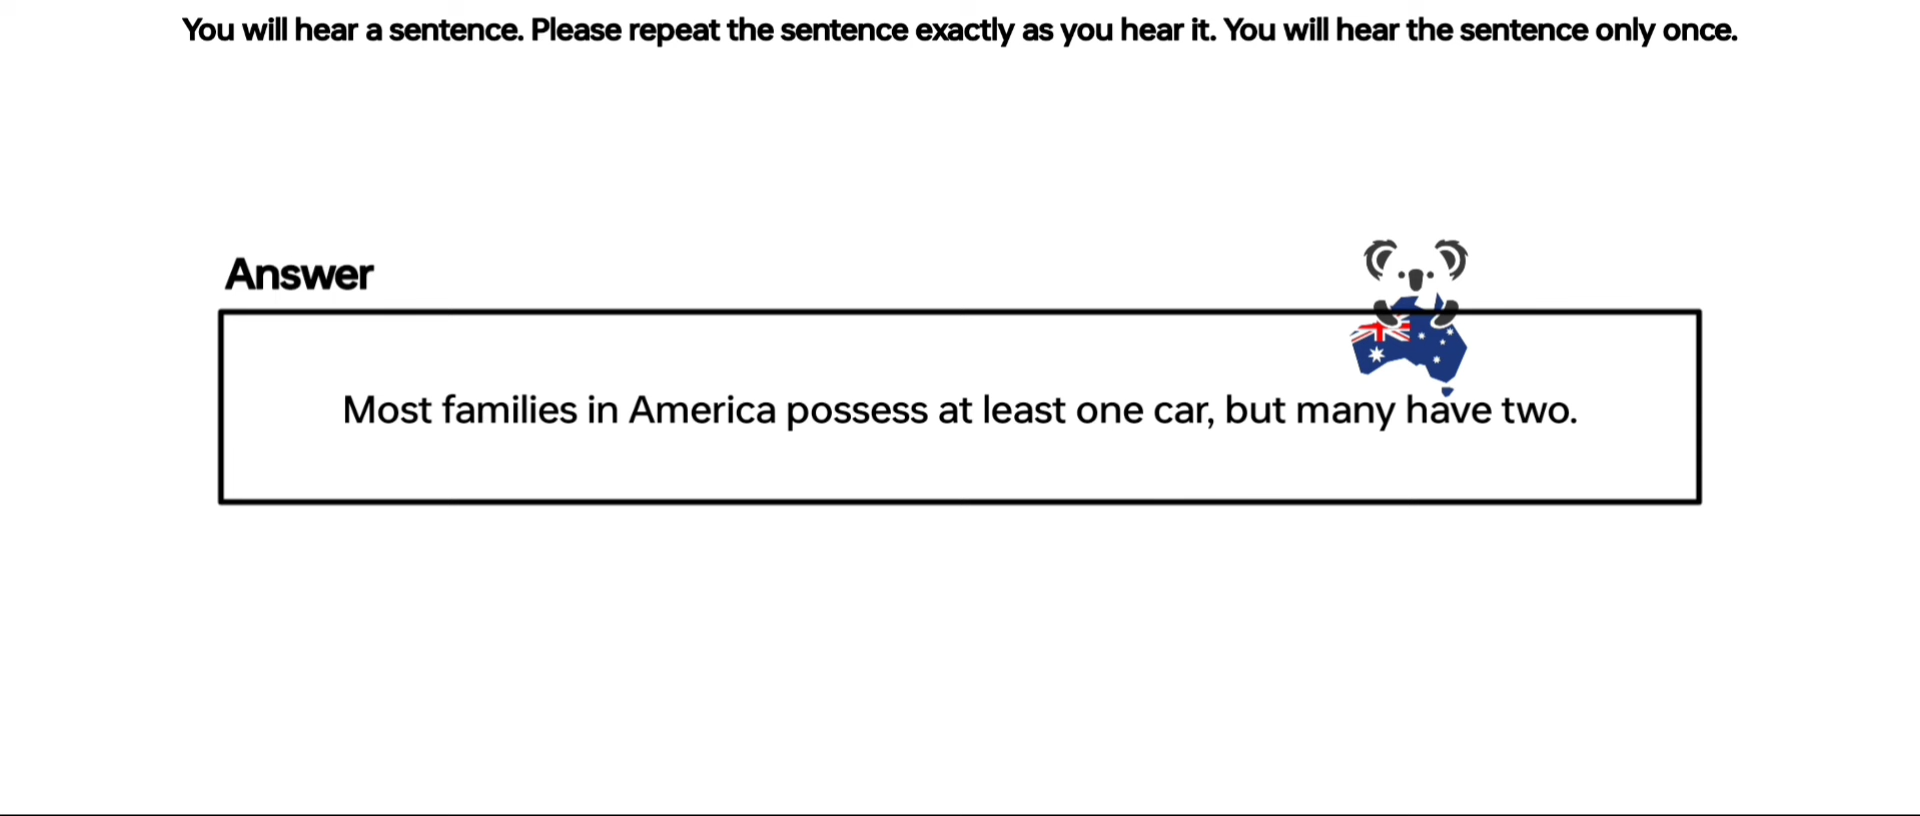 You will hear a sentence. Please repeat the sentence exactly as you hear it. You will hear the sentence only once.
Answer
Most families in America possess at least one car, but many have two.